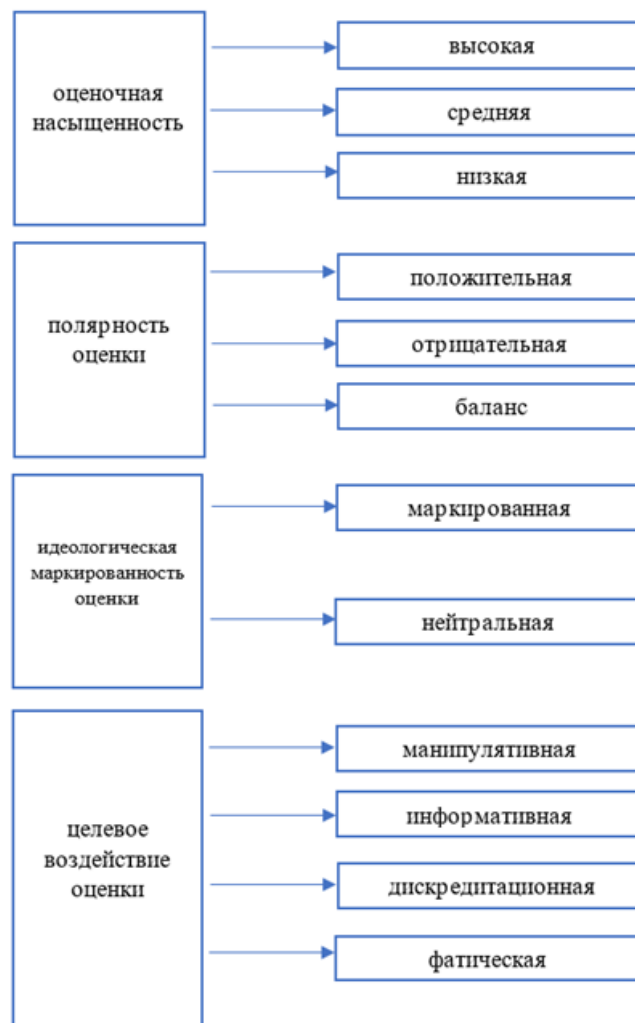 оценочная
насыщенность
высокая
средняя
низкая
полярность
оценки
положительная
отрицательная
баланс
идеологическая
маркированность
оценки
маркированная
нейтральная
целевое
воздействие
оценки
манипулятивная
информативная
дискредитационная
фатическая